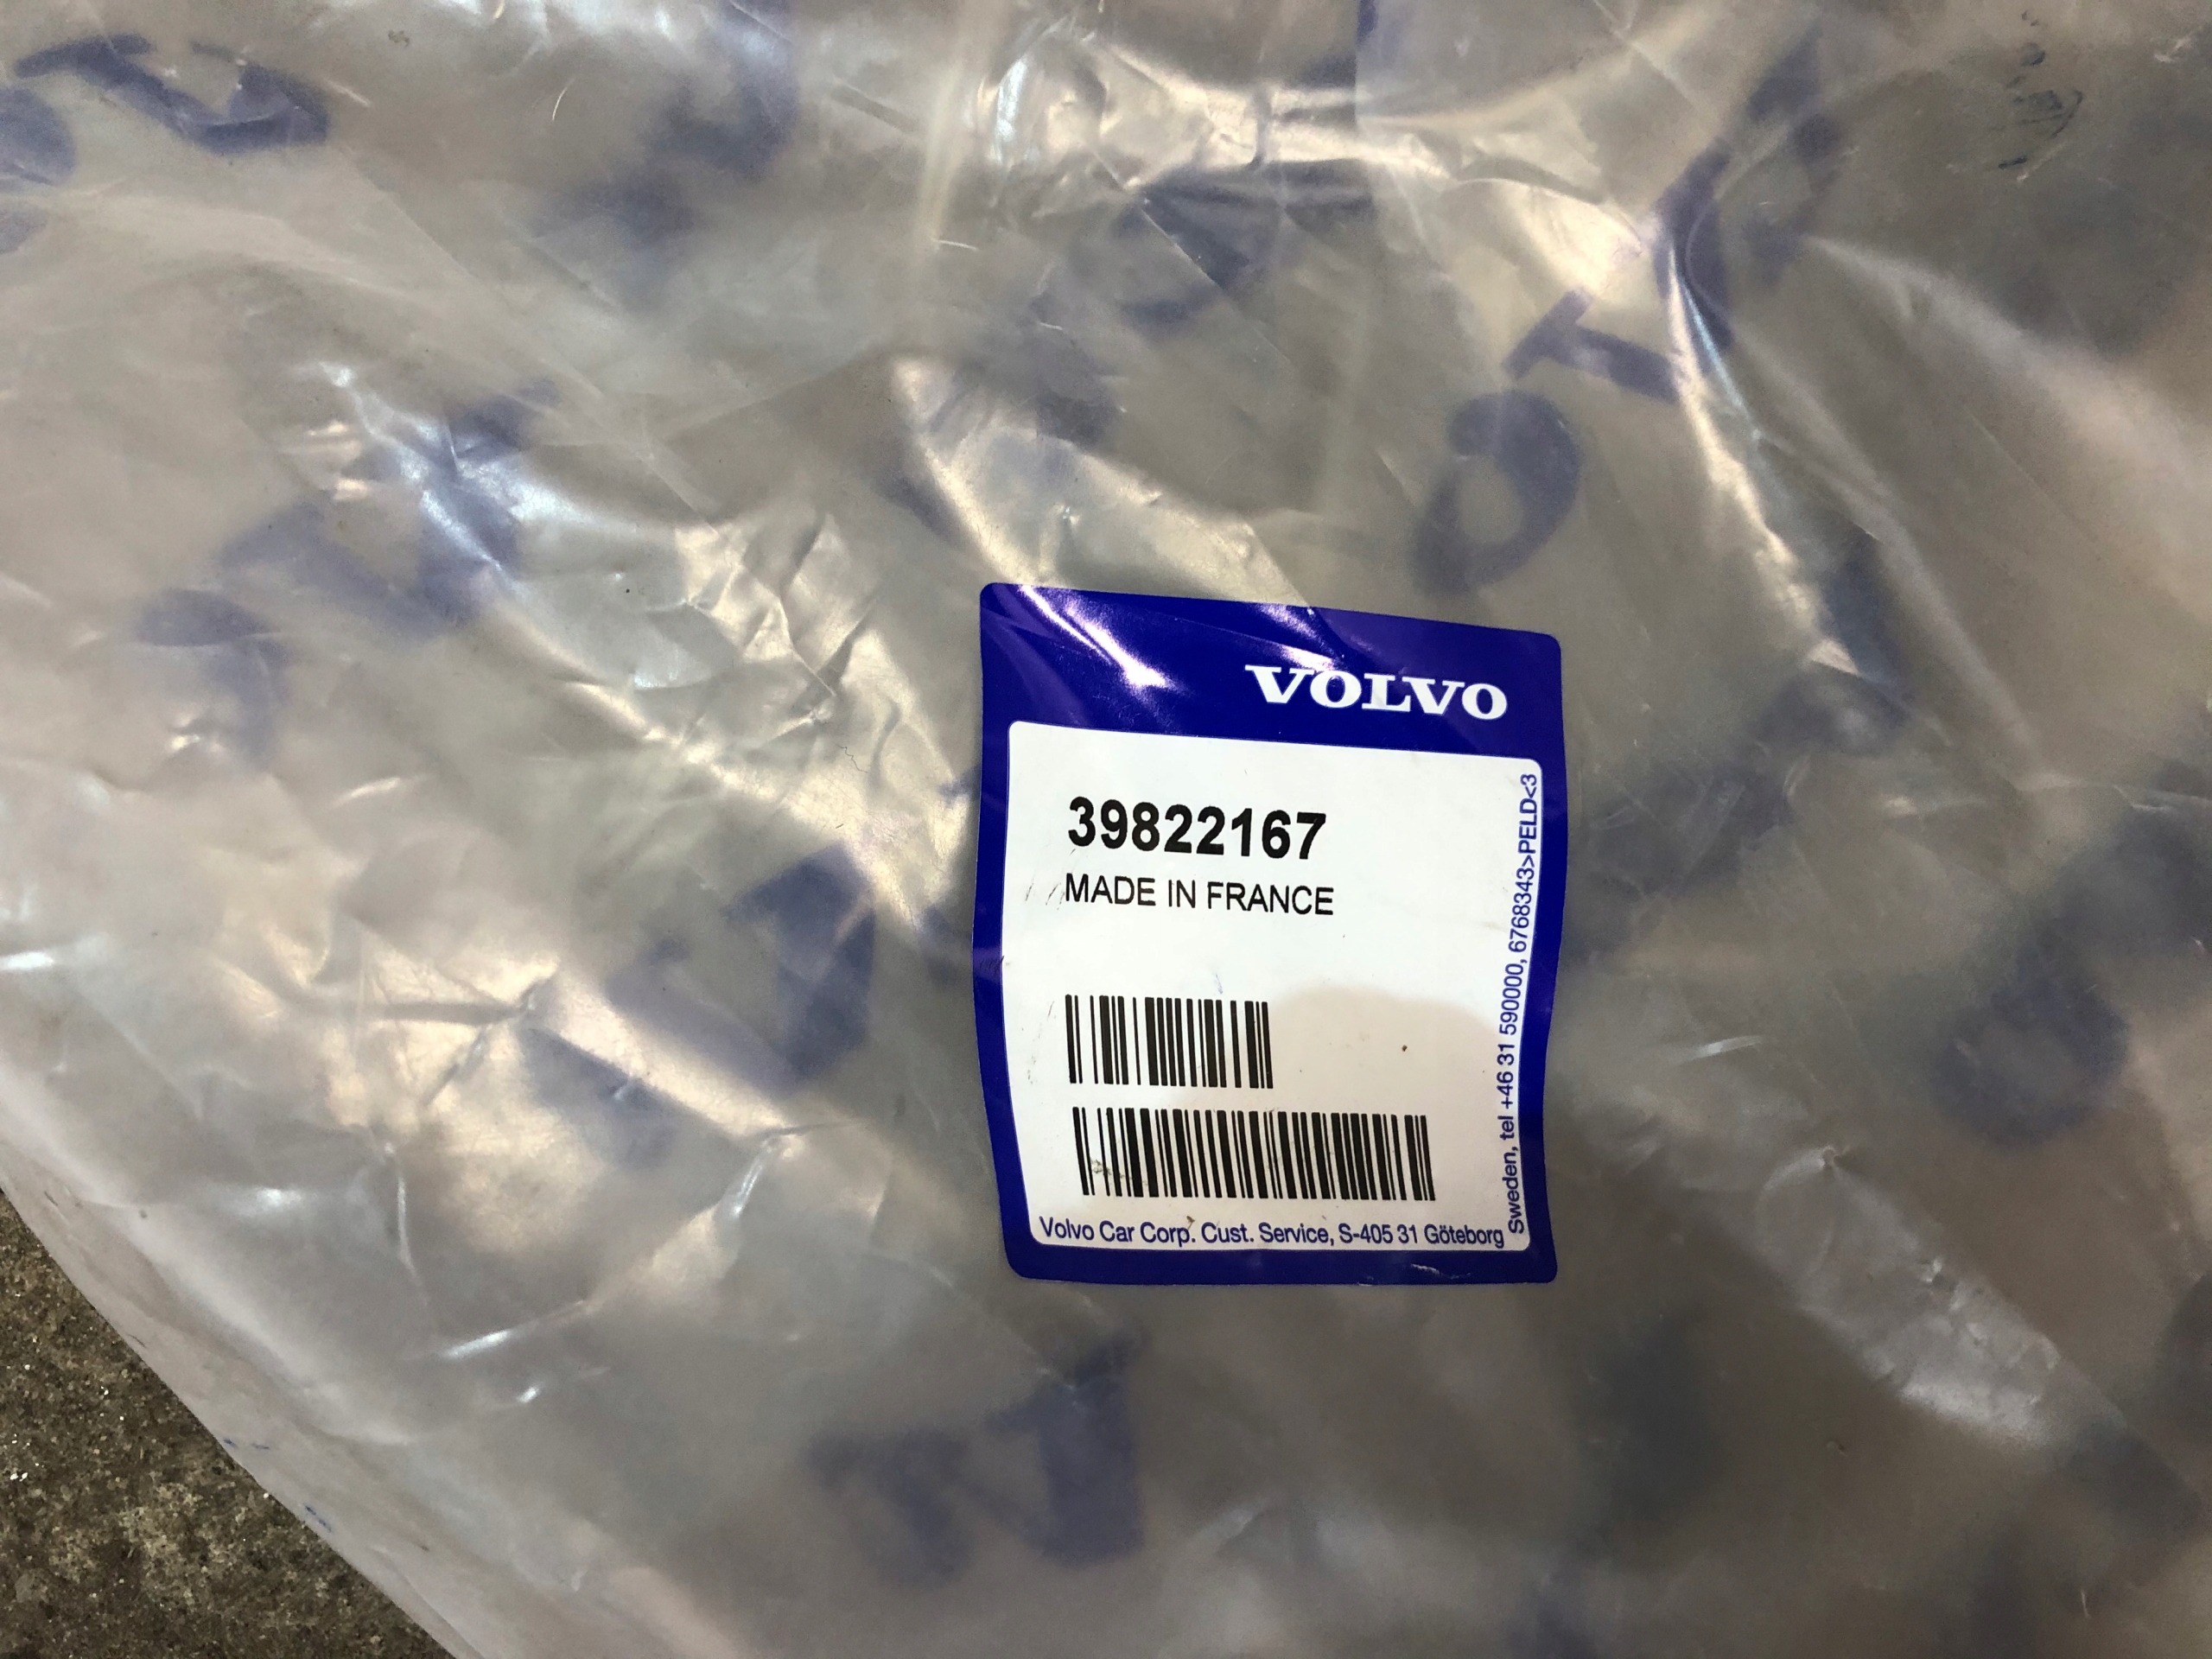 VOLVO
39822167
MADE IN FRANCE
Volvo Car Corp. Cust. Service, S-405 31 Göteborg
Sweden, tel +46 31 590000, 6768343>PELD<3